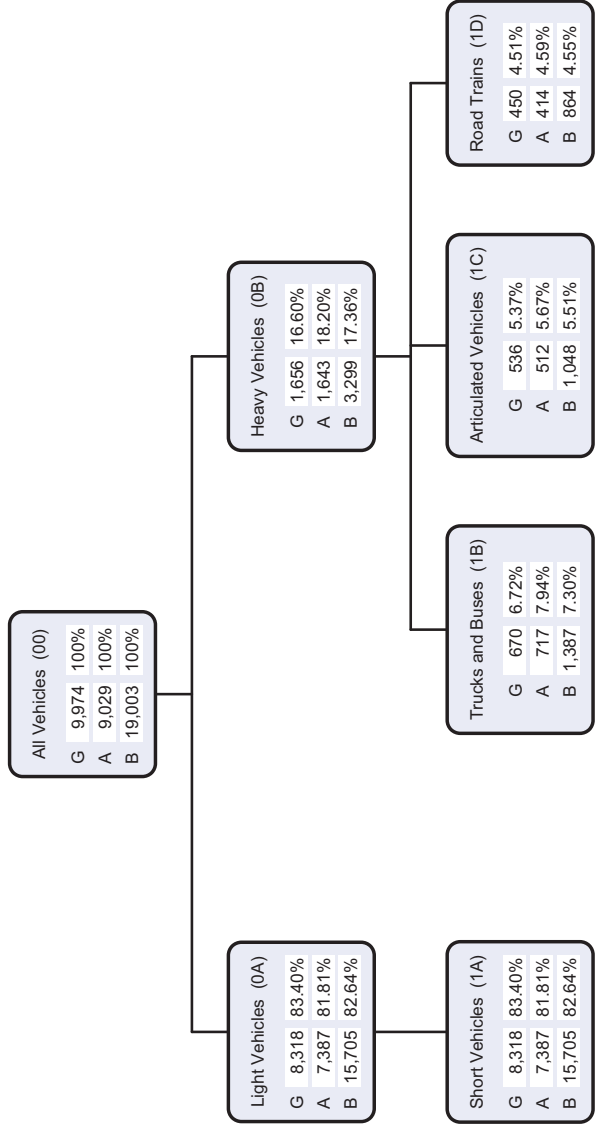 All Vehicles (00)
G 9,974 100%
A 9,029 100%
B 19,003 100%
Light Vehicles (0A)
G 8,318 83.40%
A 7,387 81.81%
B 15,705 82.64%
Heavy Vehicles (0B)
G 1,656 16.60%
A 1,643 18.20%
B 3,299 17.36%
Short Vehicles (1A)
G 8,318 83.40%
A 7,387 81.81%
B 15,705 82.64%
Trucks and Buses (1B)
G 670 6.72%
A 717 7.94%
B 1,387 7.30%
Articulated Vehicles (1C)
G 536 5.37%
A 512 5.67%
B 1,048 5.51%
Road Trains (1D)
G 450 4.51%
A 414 4.59%
B 864 4.55%